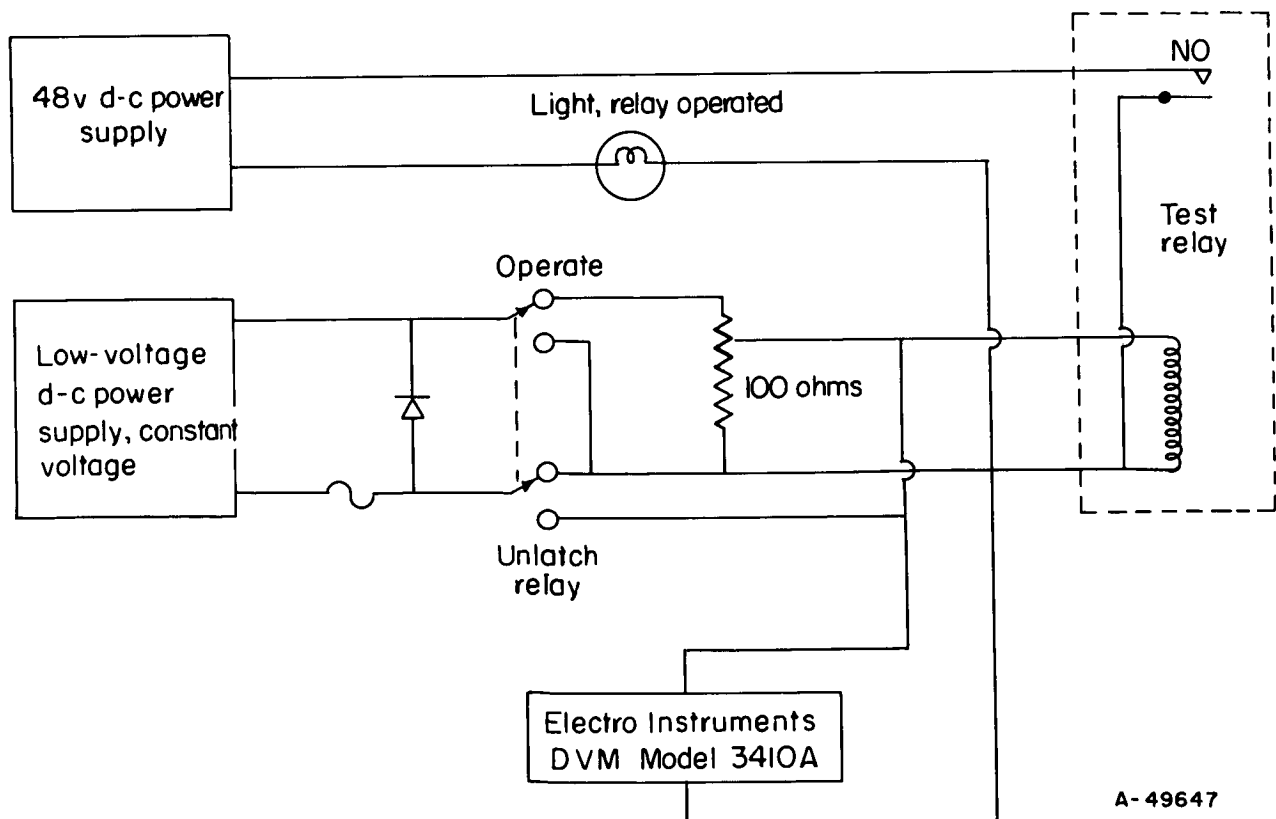 48v d-c power
supply
Light, relay operated
NO
Test
relay
Operate
Low-voltage
d-c power
supply, constant
voltage
100 ohms
Unlatch
relay
Electro Instruments
DVM Model 3410A
A-49647